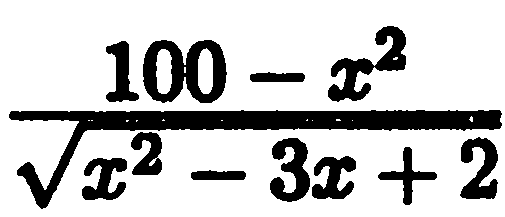 100 − x²
√x² − 3x + 2